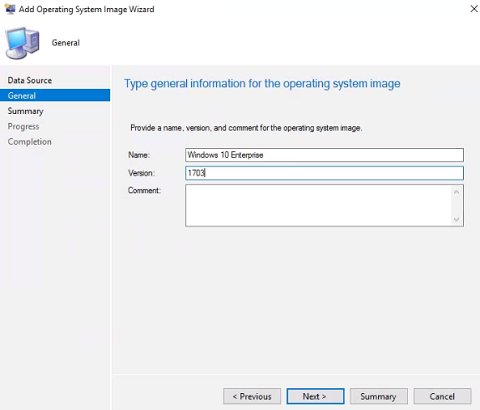 Add Operating System Image Wizard
General
Data Source
General
Summary
Progress
Completion
Type general information for the operating system image
Provide a name, version, and comment for the operating system image.
Name: Windows 10 Enterprise
Version: 1703
Comment:
< Previous Next > Summary Cancel